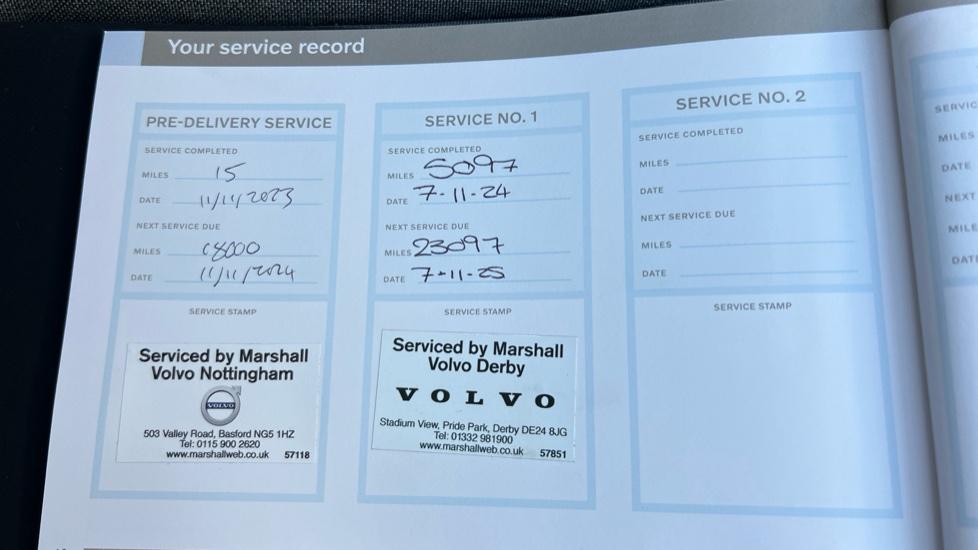 Your service record
PRE-DELIVERY SERVICE
SERVICE COMPLETED
MILES 15
DATE 11/11/2023
NEXT SERVICE DUE
MILES 18000
DATE 11/11/2024
SERVICE STAMP
Serviced by Marshall
Volvo Nottingham
VOLVO
503 Valley Road, Basford NG5 1HZ
Tel: 0115 900 2620
www.marshallweb.co.uk 57118
SERVICE NO. 1
SERVICE COMPLETED
MILES 5097
DATE 7-11-24
NEXT SERVICE DUE
MILES 23097
DATE 7-11-25
SERVICE STAMP
Serviced by Marshall
Volvo Derby
VOLVO
Stadium View, Pride Park, Derby DE24 8JG
Tel: 01332 981900
www.marshallweb.co.uk 57851
SERVICE NO. 2
SERVICE COMPLETED
MILES
DATE
NEXT SERVICE DUE
MILES
DATE
SERVICE STAMP
SERVIC
MILES
DATE
NEXT
MILE
DATE